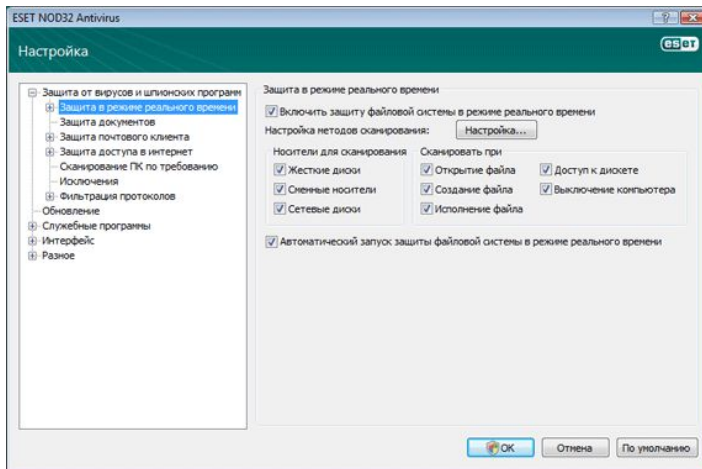 ESET NOD32 Antivirus
Настройка
eset
Защита от вирусов и шпионских программ
Защита в режиме реального времени
Защита документов
Защита почтового клиента
Защита доступа в интернет
Сканирование ПК по требованию
Исключения
Фильтрация протоколов
Обновление
Служебные программы
Интерфейс
Разное
Защита в режиме реального времени
Включить защиту файловой системы в режиме реального времени
Настройка методов сканирования: Настройка...
Носители для сканирования
Жесткие диски
Сменные носители
Сетевые диски
Сканировать при
Открытие файла Доступ к дискете
Создание файла Выключение компьютера
Исполнение файла
Автоматический запуск защиты файловой системы в режиме реального времени
OK Отмена По умолчанию